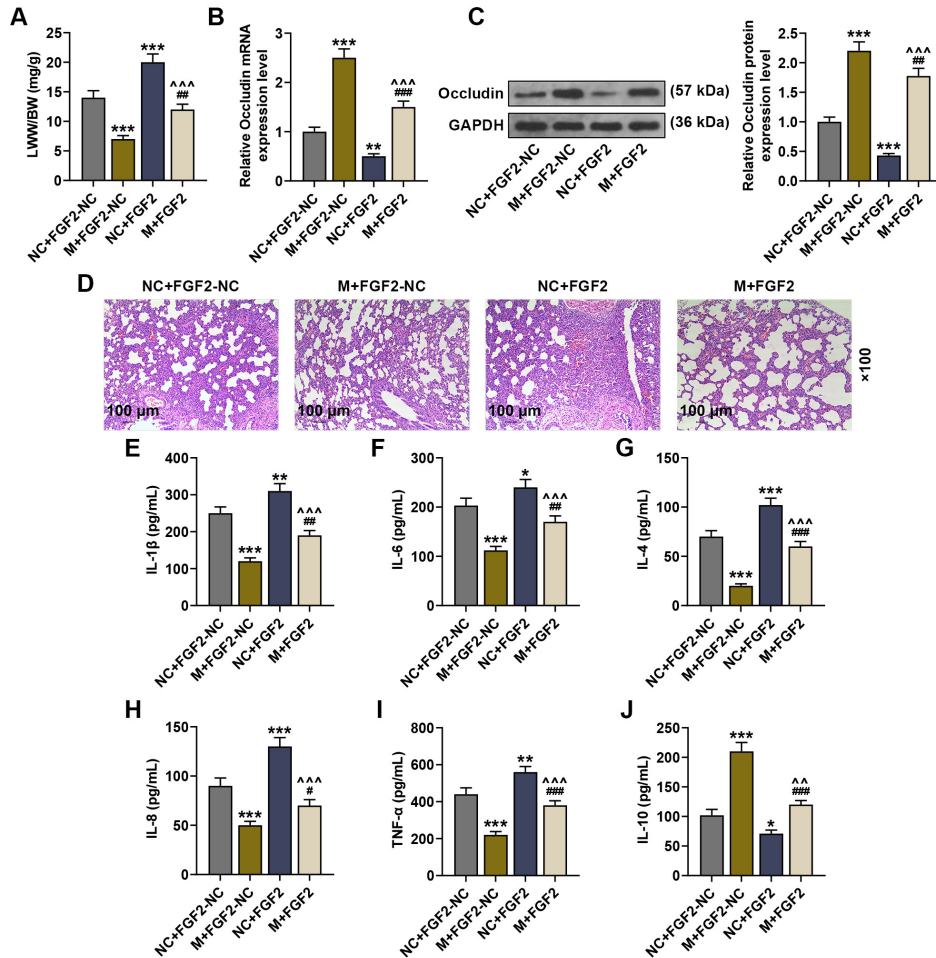 A
LWW/BW (mg/g)
25
20
15
10
5
0
***
***
^^^
##
NC+FGF2-NC
M+FGF2-NC
NC+FGF2
M+FGF2
B
Relative Occludin mRNA
expression level
3
2
1
0
***
**
^^^
###
NC+FGF2-NC
M+FGF2-NC
NC+FGF2
M+FGF2
C
Occludin
(57 kDa)
GAPDH
(36 kDa)
NC+FGF2-NC
M+FGF2-NC
NC+FGF2
M+FGF2
Relative Occludin protein
expression level
2.5
2.0
1.5
1.0
0.5
0.0
***
***
^^^
##
NC+FGF2-NC
M+FGF2-NC
NC+FGF2
M+FGF2
D
NC+FGF2-NC
M+FGF2-NC
NC+FGF2
M+FGF2
100 μm
100 μm
100 μm
100 μm
×100
E
IL-1β (pg/mL)
400
300
200
100
0
***
**
^^^
##
NC+FGF2-NC
M+FGF2-NC
NC+FGF2
M+FGF2
F
IL-6 (pg/mL)
300
200
100
0
***
*
^^^
##
NC+FGF2-NC
M+FGF2-NC
NC+FGF2
M+FGF2
G
IL-4 (pg/mL)
150
100
50
0
***
***
^^^
###
NC+FGF2-NC
M+FGF2-NC
NC+FGF2
M+FGF2
H
IL-8 (pg/mL)
150
100
50
0
***
***
^^^
#
NC+FGF2-NC
M+FGF2-NC
NC+FGF2
M+FGF2
I
TNF-α (pg/mL)
800
600
400
200
0
***
**
^^^
###
NC+FGF2-NC
M+FGF2-NC
NC+FGF2
M+FGF2
J
IL-10 (pg/mL)
250
200
150
100
50
0
***
*
^^
###
NC+FGF2-NC
M+FGF2-NC
NC+FGF2
M+FGF2